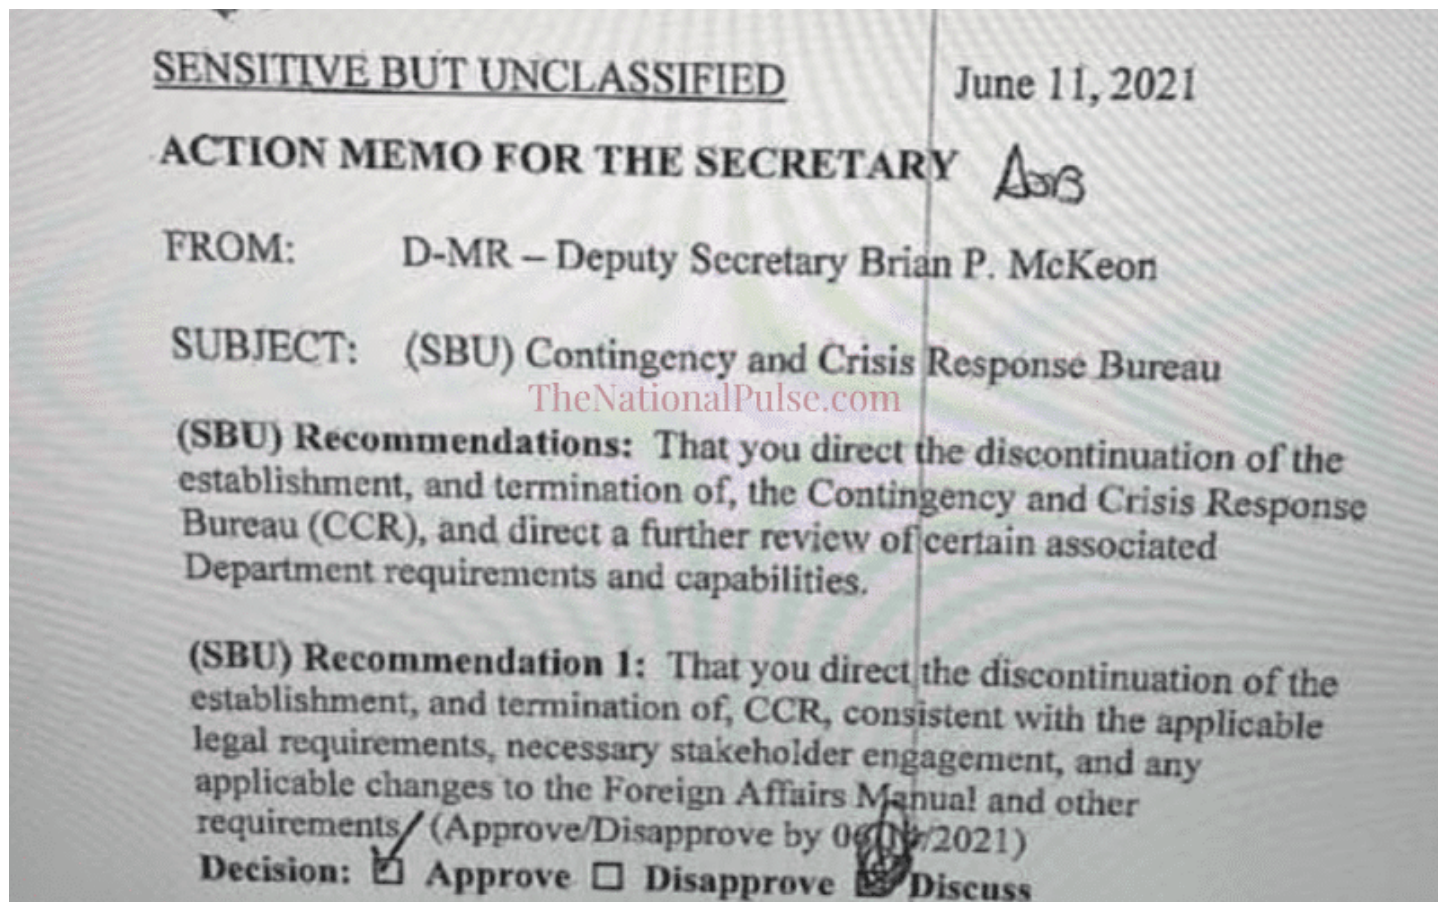 SENSITIVE BUT UNCLASSIFIED June 11, 2021
ACTION MEMO FOR THE SECRETARY
FROM: D-MR – Deputy Secretary Brian P. McKeon
SUBJECT: (SBU) Contingency and Crisis Response Bureau
TheNationalPulse.com
(SBU) Recommendations: That you direct the discontinuation of the
establishment, and termination of, the Contingency and Crisis Response
Bureau (CCR), and direct a further review of certain associated
Department requirements and capabilities.
(SBU) Recommendation 1: That you direct the discontinuation of the
establishment, and termination of, CCR, consistent with the applicable
legal requirements, necessary stakeholder engagement, and any
applicable changes to the Foreign Affairs Manual and other
requirements (Approve/Disapprove by /2021)
Decision: Approve Disapprove Discuss